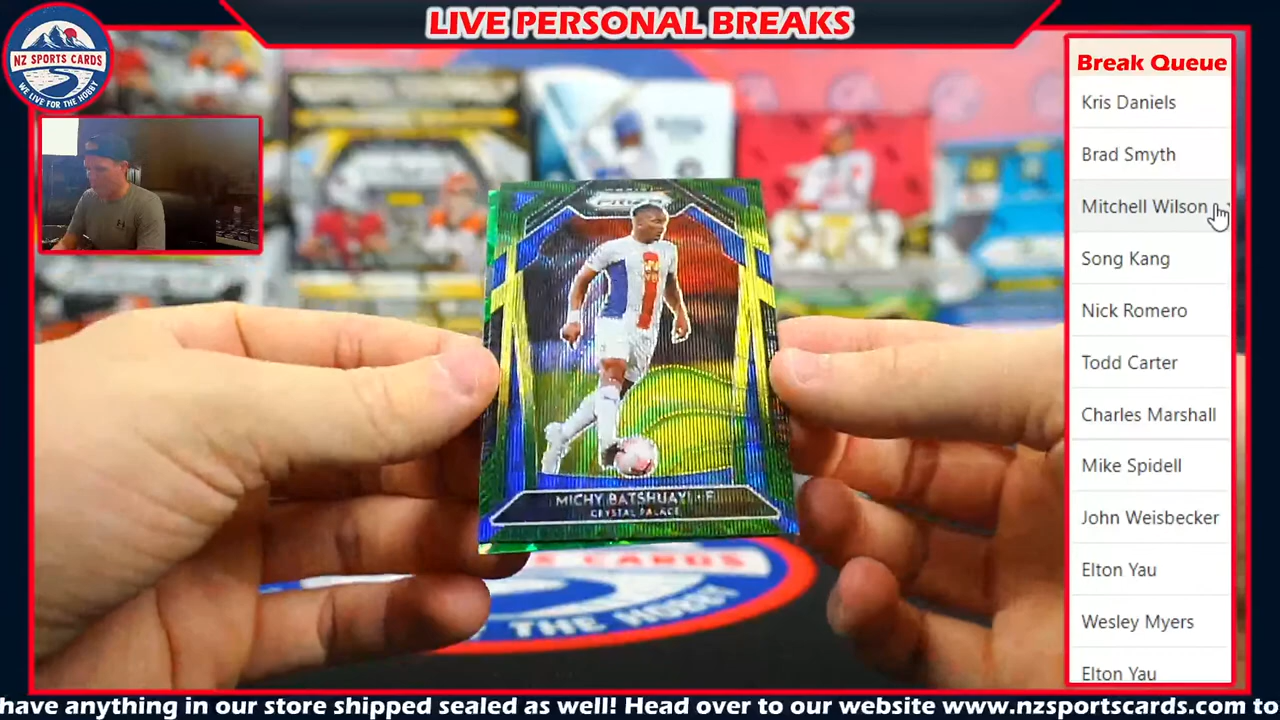 LIVE PERSONAL BREAKS
NZ SPORTS CARDS
WE LIVE FOR THE HOBBY
Break Queue
Kris Daniels
Brad Smyth
Mitchell Wilson
Song Kang
Nick Romero
Todd Carter
Charles Marshall
Mike Spidell
John Weisbecker
Elton Yau
Wesley Myers
Elton Yau
PRIZM
MICHY BATSHUAYI • F
CRYSTAL PALACE
CARDS
THE HOBBY
have anything in our store shipped sealed as well! Head over to our website www.nzsportscards.com to